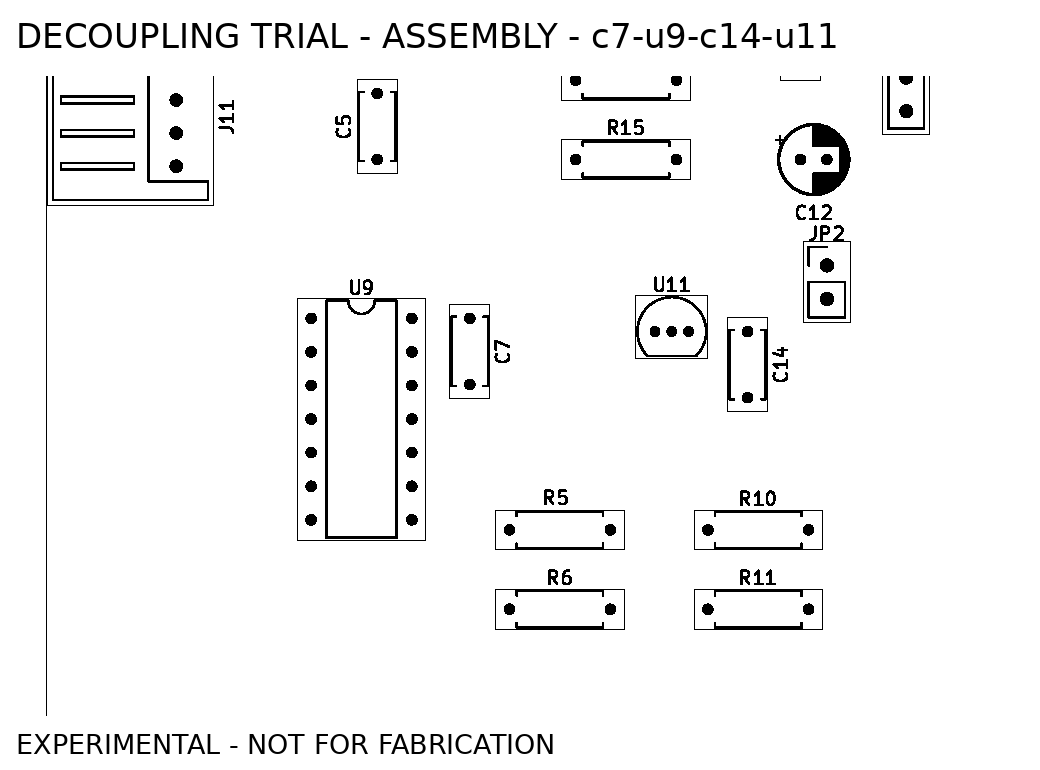 DECOUPLING TRIAL - ASSEMBLY - c7-u9-c14-u11
J11
C5
R15
+
C12
JP2
U9
U11
C7
C14
R5
R10
R6
R11
EXPERIMENTAL - NOT FOR FABRICATION